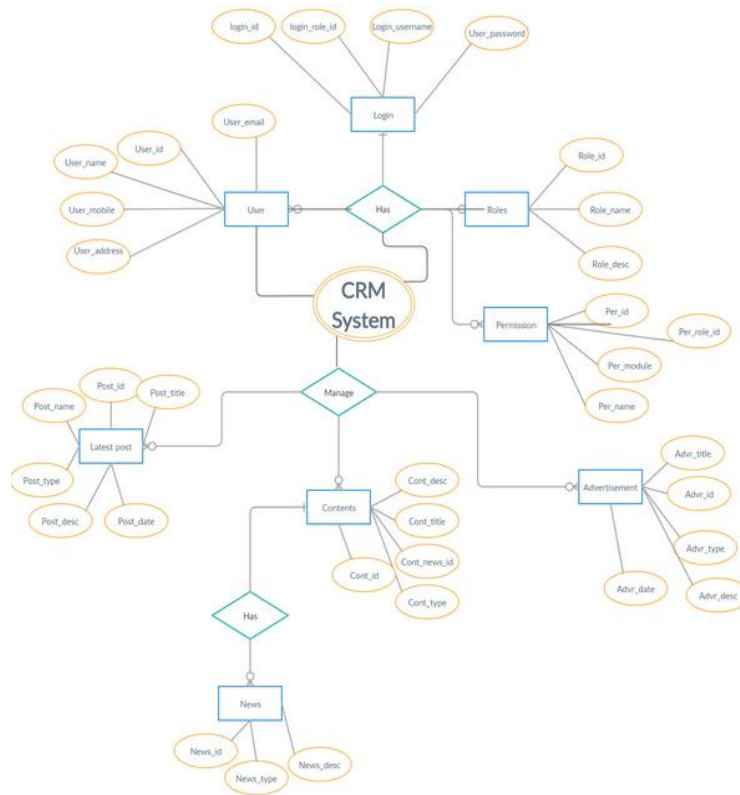 login_id
login_role_id
Login_username
User_password
Login
User_email
User_id
User_name
User_mobile
User_address
User
Has
Roles
Role_id
Role_name
Role_desc
CRM
System
Permission
Per_id
Per_role_id
Per_module
Per_name
Manage
Post_id
Post_title
Post_name
Latest post
Post_type
Post_desc
Post_date
Contents
Cont_desc
Cont_title
Cont_news_id
Cont_id
Cont_type
Advertisement
Advr_title
Advr_id
Advr_type
Advr_date
Advr_desc
Has
News
News_id
News_type
News_desc